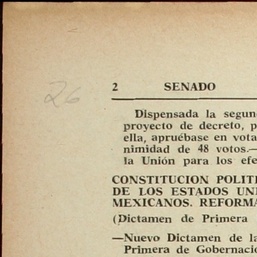 26
2 SENADO
Dispensada la segun
proyecto de decreto, p
ella, apruébase en vota
nimidad de 48 votos.—
la Unión para los efe
CONSTITUCION POLITI
DE LOS ESTADOS UNI
MEXICANOS. REFORMA
(Dictamen de Primera
—Nuevo Dictamen de la
Primera de Gobernació